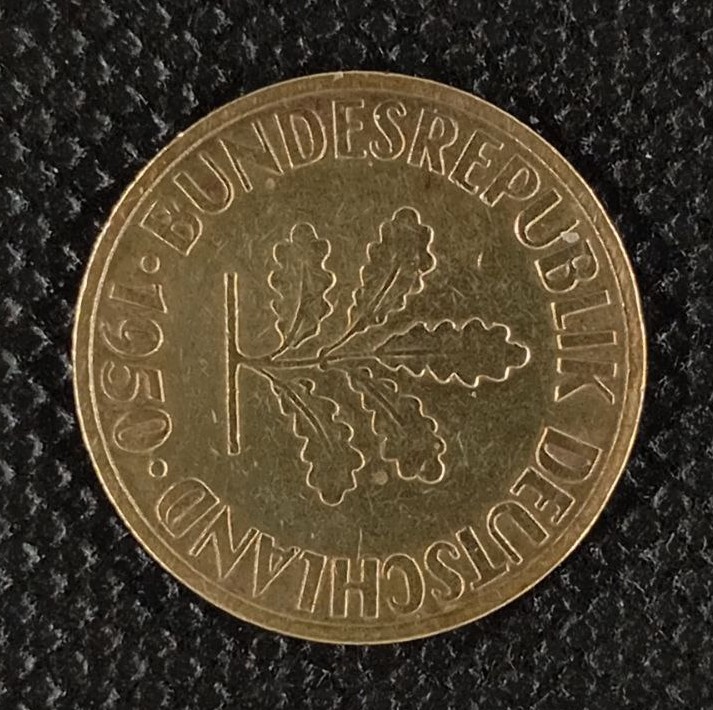 BUNDESREPUBLIK DEUTSCHLAND
· 1950 ·